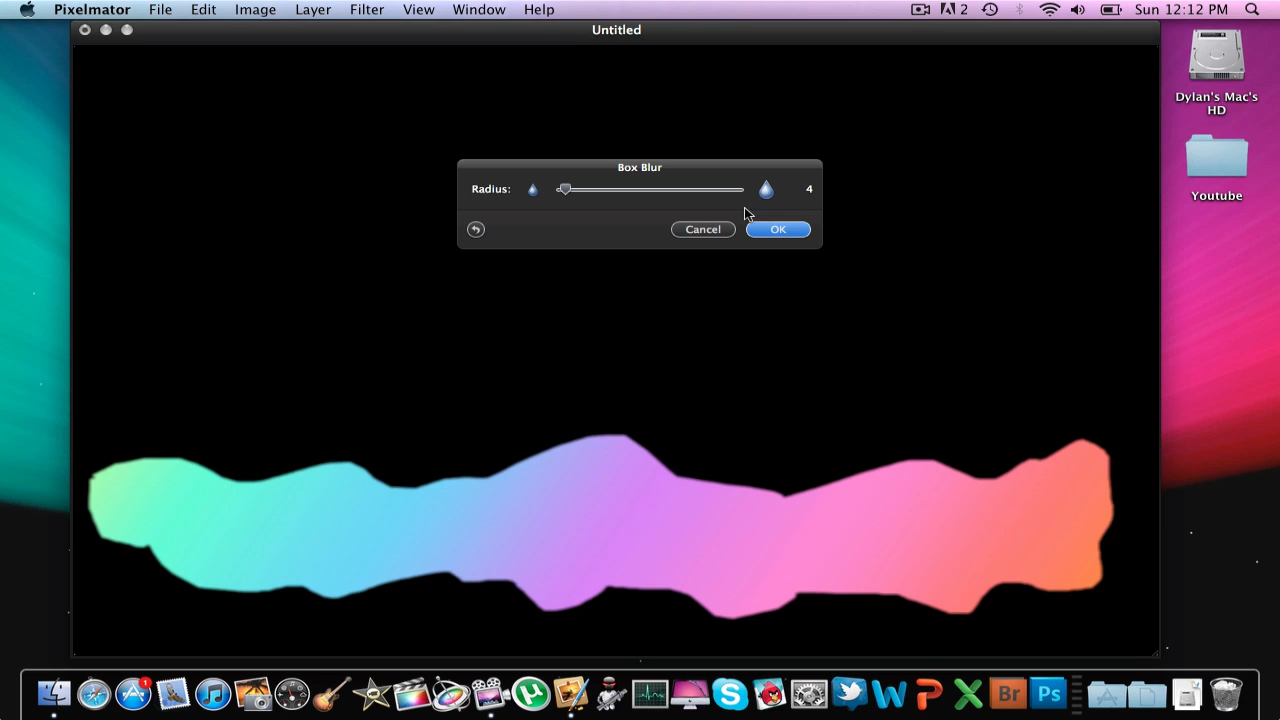 Pixelmator File Edit Image Layer Filter View Window Help 2 Sun 12:12 PM
Untitled
Dylan's Mac's
HD
Box Blur
Radius: 4
Youtube
Cancel OK
1
W P X Br Ps